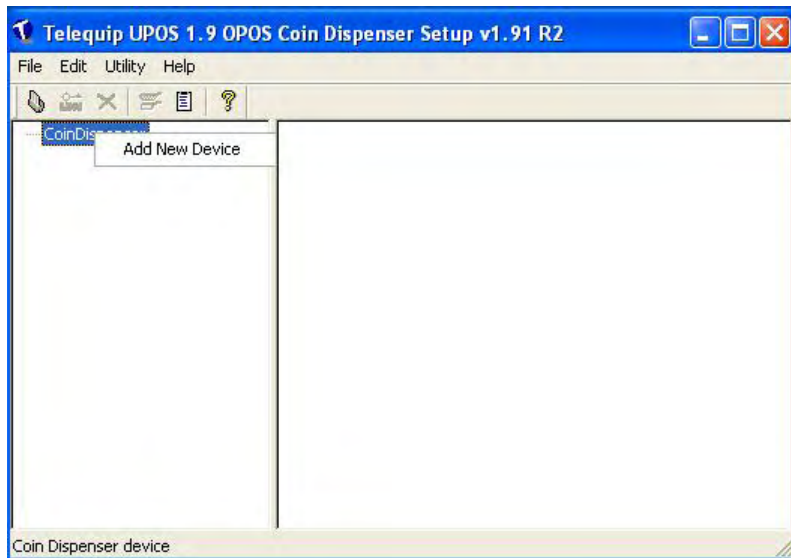 Telequip UPOS 1.9 OPOS Coin Dispenser Setup v1.91 R2
File Edit Utility Help
Add New Device
Coin Dispenser device